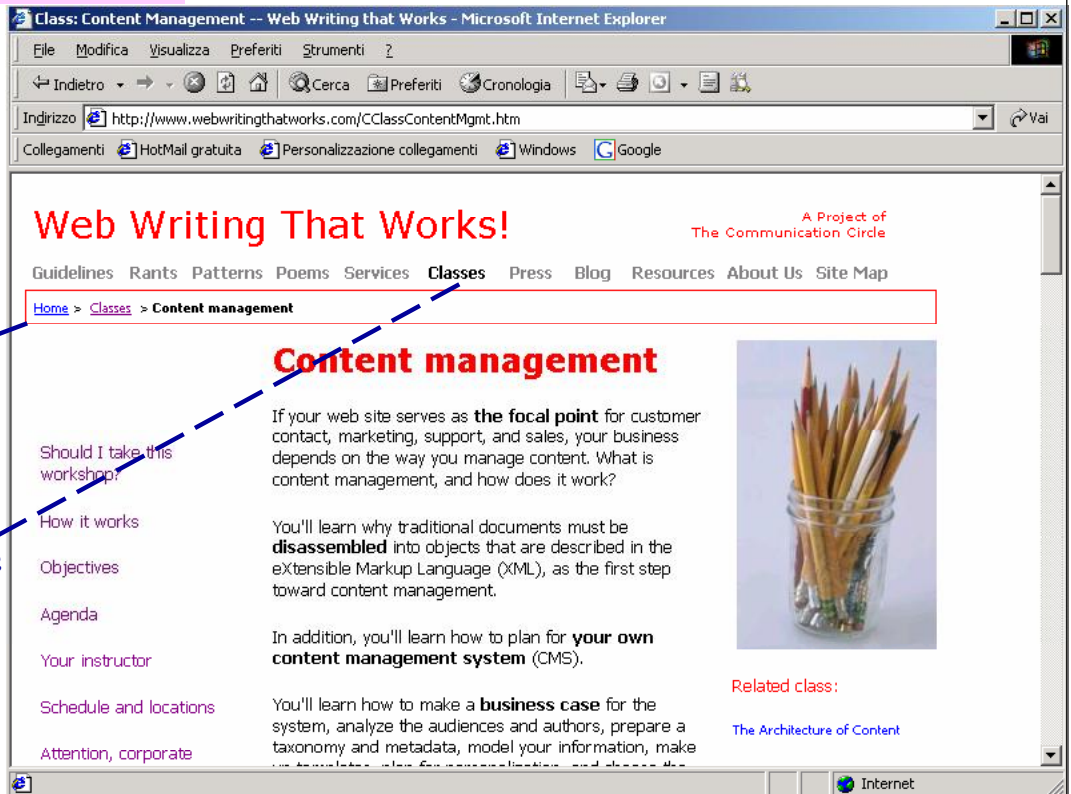 Class: Content Management -- Web Writing that Works - Microsoft Internet Explorer
File Modifica Visualizza Preferiti Strumenti ?
Indietro Cerca Preferiti Cronologia
Indirizzo http://www.webwritingthatworks.com/CClassContentMgmt.htm Vai
Collegamenti HotMail gratuita Personalizzazione collegamenti Windows Google
Web Writing That Works!
A Project of
The Communication Circle
Guidelines Rants Patterns Poems Services Classes Press Blog Resources About Us Site Map
Home > Classes > Content management
Content management
If your web site serves as the focal point for customer
contact, marketing, support, and sales, your business
depends on the way you manage content. What is
content management, and how does it work?
You'll learn why traditional documents must be
disassembled into objects that are described in the
eXtensible Markup Language (XML), as the first step
toward content management.
In addition, you'll learn how to plan for your own
content management system (CMS).
You'll learn how to make a business case for the
system, analyze the audiences and authors, prepare a
taxonomy and metadata, model your information, make
Should I take this
workshop?
How it works
Objectives
Agenda
Your instructor
Schedule and locations
Attention, corporate
Related class:
The Architecture of Content
Internet